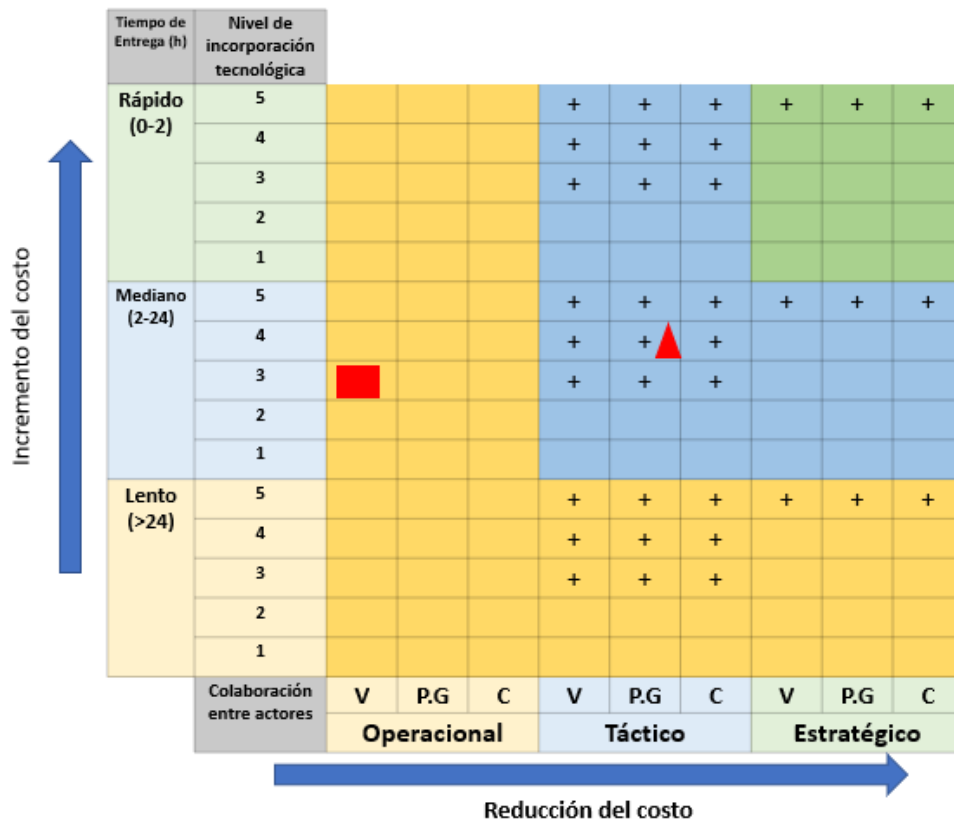 Tiempo de
Entrega (h)
Nivel de
incorporación
tecnológica
Rápido
(0-2)
5 + + + + + +
4 + + +
3 + + +
2
1
Mediano
(2-24)
5 + + + + + +
4 + + +
3 + + +
2
1
Lento
(>24)
5 + + + + + +
4 + + +
3 + + +
2
1
Colaboración
entre actores
V P.G C V P.G C V P.G C
Operacional Táctico Estratégico
Incremento del costo
Reducción del costo